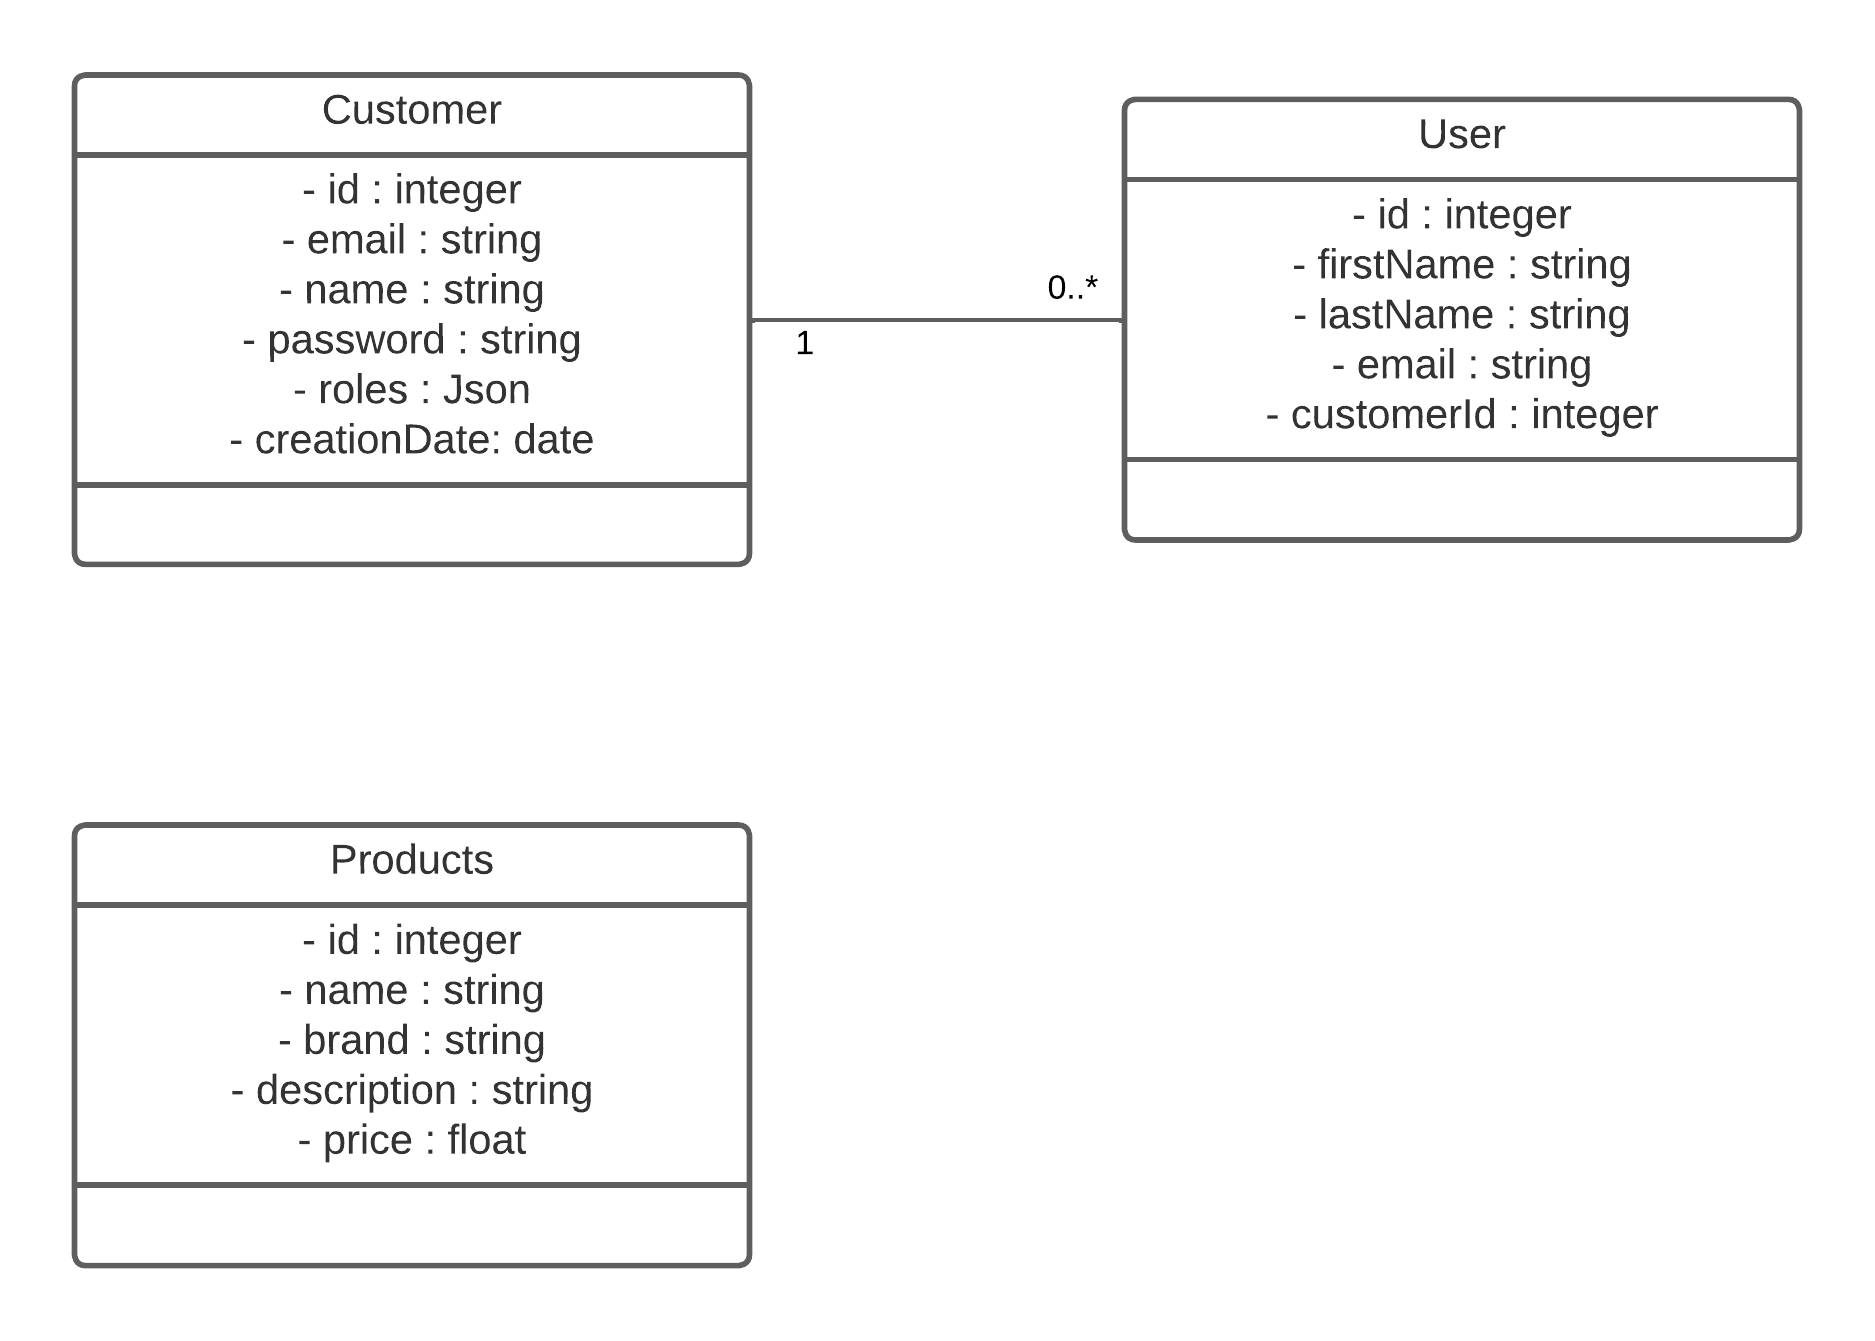 Customer
- id : integer
- email : string
- name : string
- password : string
- roles : Json
- creationDate: date
1
0..*
User
- id : integer
- firstName : string
- lastName : string
- email : string
- customerId : integer
Products
- id : integer
- name : string
- brand : string
- description : string
- price : float